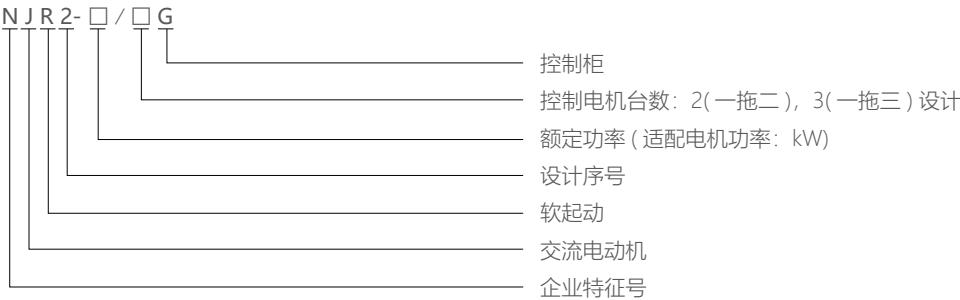 NJR2-□/□G
控制柜
控制电机台数：2(一拖二)，3(一拖三)设计
额定功率(适配电机功率：kW)
设计序号
软起动
交流电动机
企业特征号